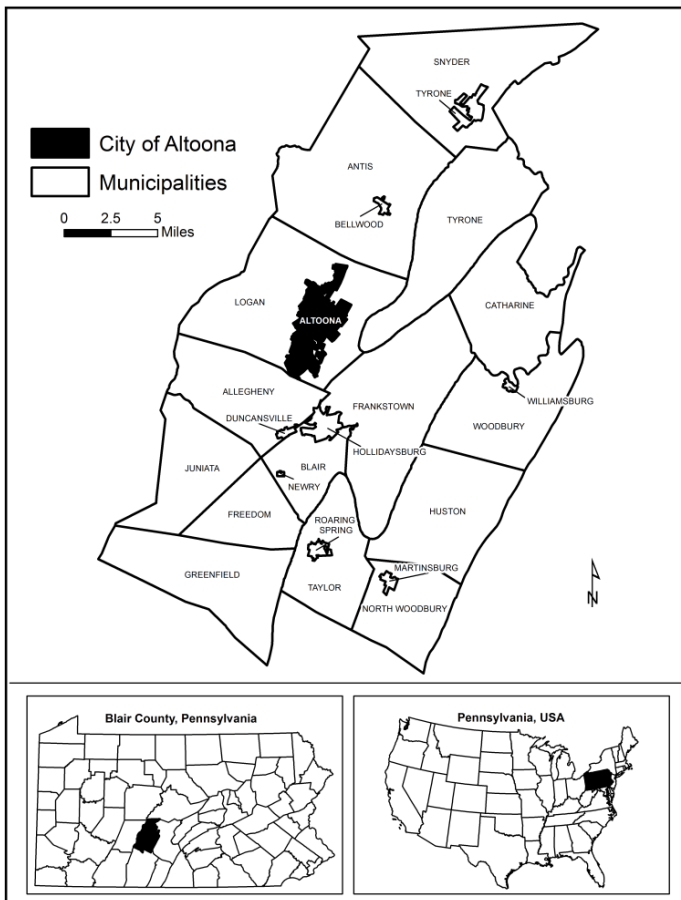 SNYDER
TYRONE
City of Altoona
Municipalities
0 2.5 5
Miles
ANTIS
BELLWOOD
TYRONE
LOGAN
ALTOONA
CATHARINE
ALLEGHENY
DUNCANSVILLE
FRANKSTOWN
WILLIAMSBURG
WOODBURY
HOLLIDAYSBURG
JUNIATA
BLAIR
NEWRY
FREEDOM
HUSTON
ROARING
SPRING
GREENFIELD
MARTINSBURG
TAYLOR
NORTH WOODBURY
N
Blair County, Pennsylvania
Pennsylvania, USA